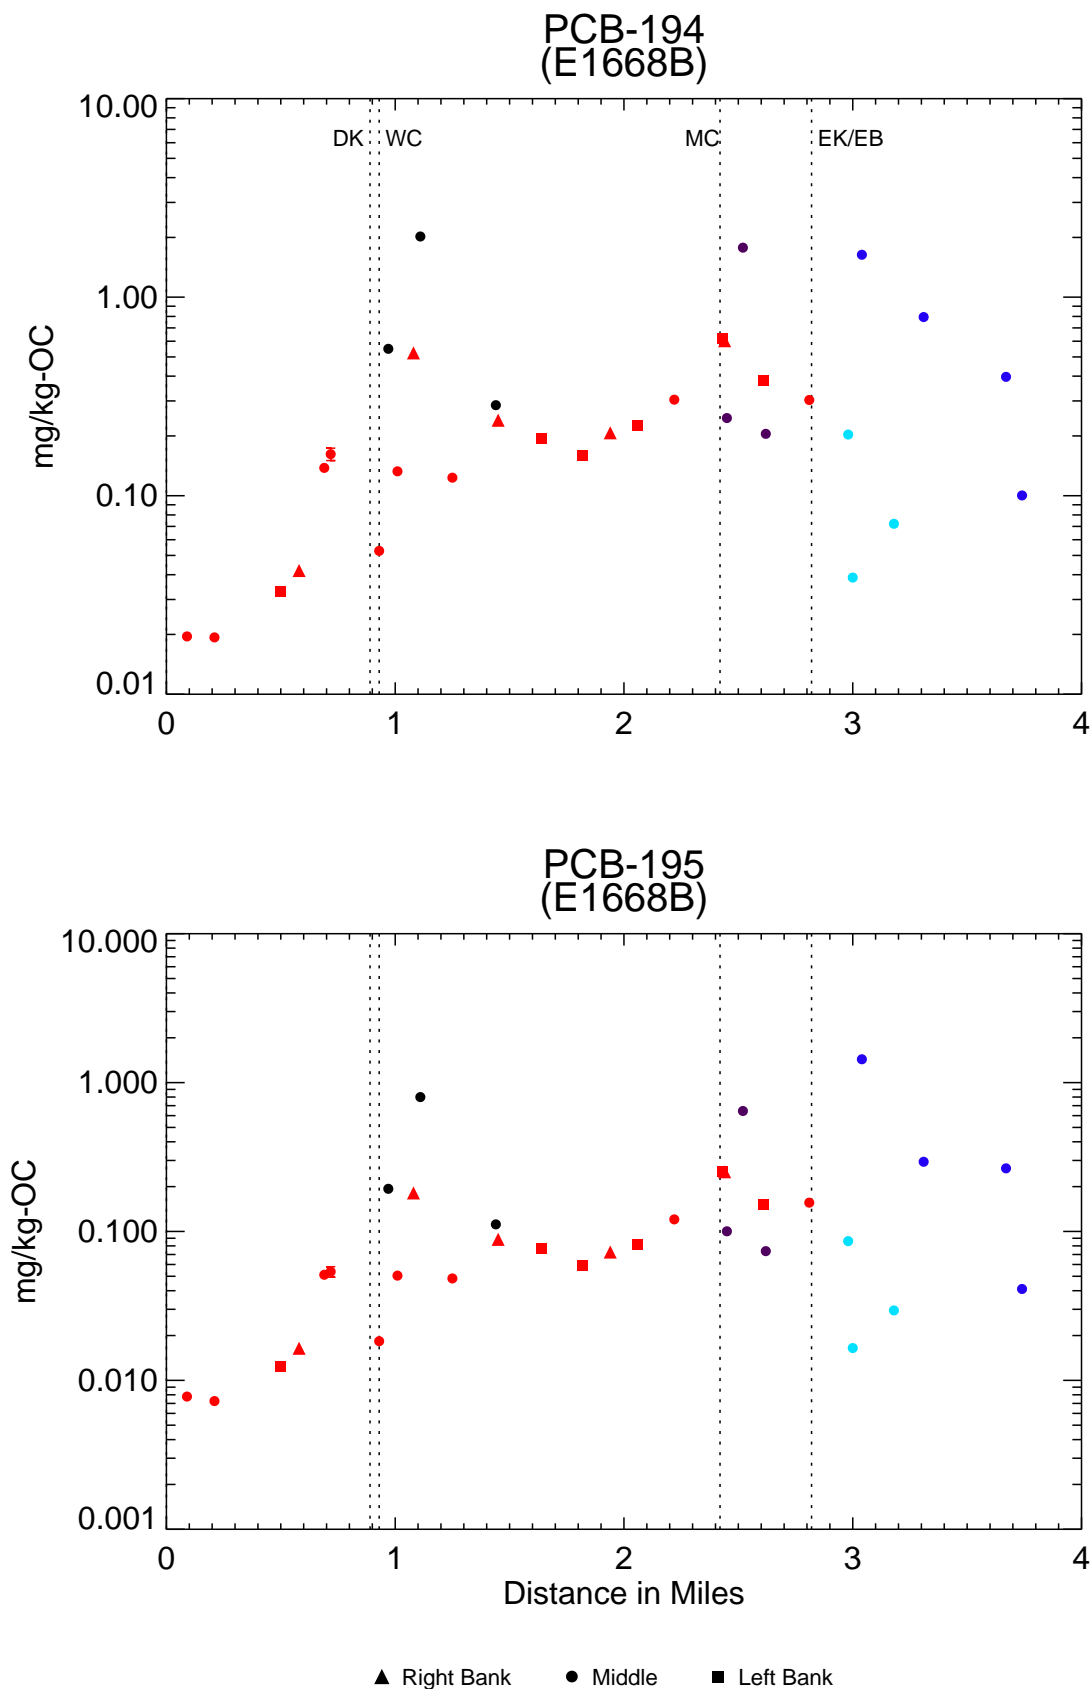 PCB-194
(E1668B)
10.00
DK WC MC EK/EB
1.00
mg/kg-OC
0.10
0.01
0 1 2 3 4
PCB-195
(E1668B)
10.000
1.000
mg/kg-OC
0.100
0.010
0.001
0 1 2 3 4
Distance in Miles
Right Bank Middle Left Bank